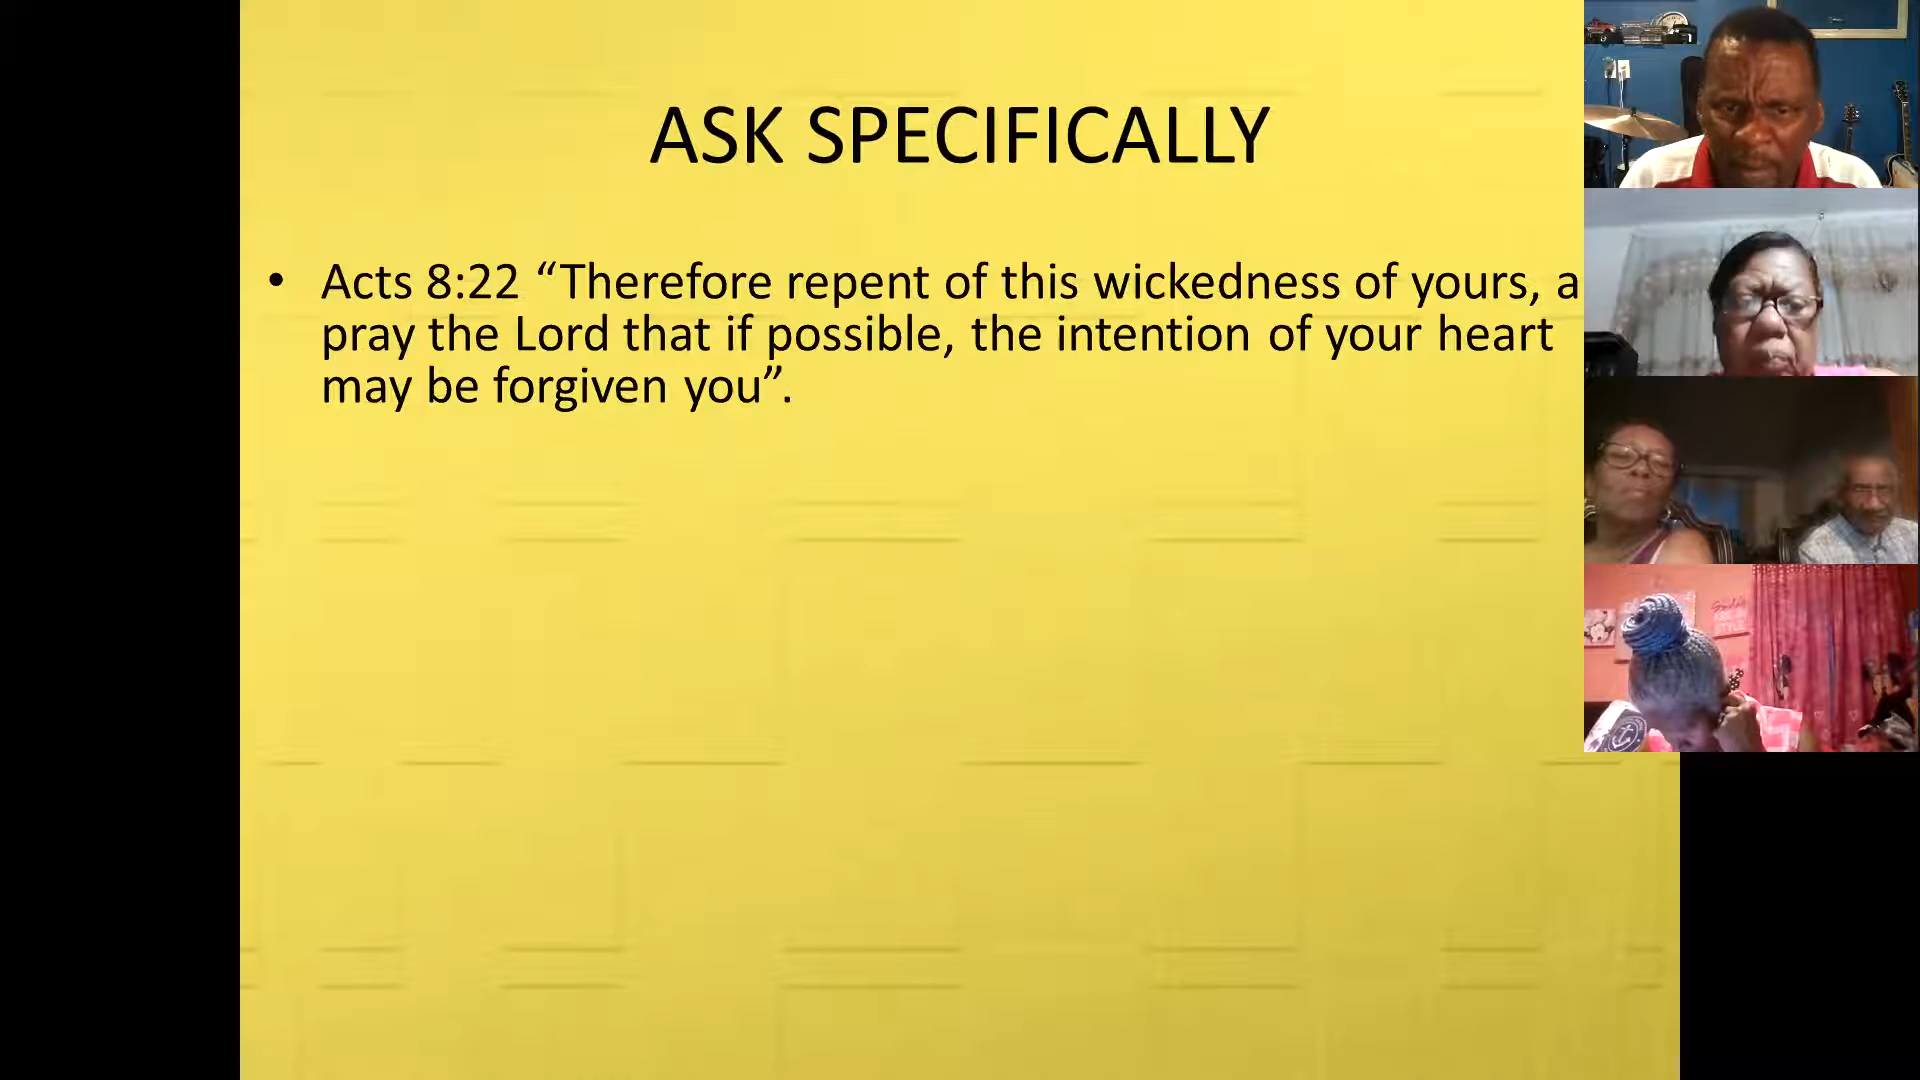 ASK SPECIFICALLY
• Acts 8:22 “Therefore repent of this wickedness of yours, a
pray the Lord that if possible, the intention of your heart
may be forgiven you”.